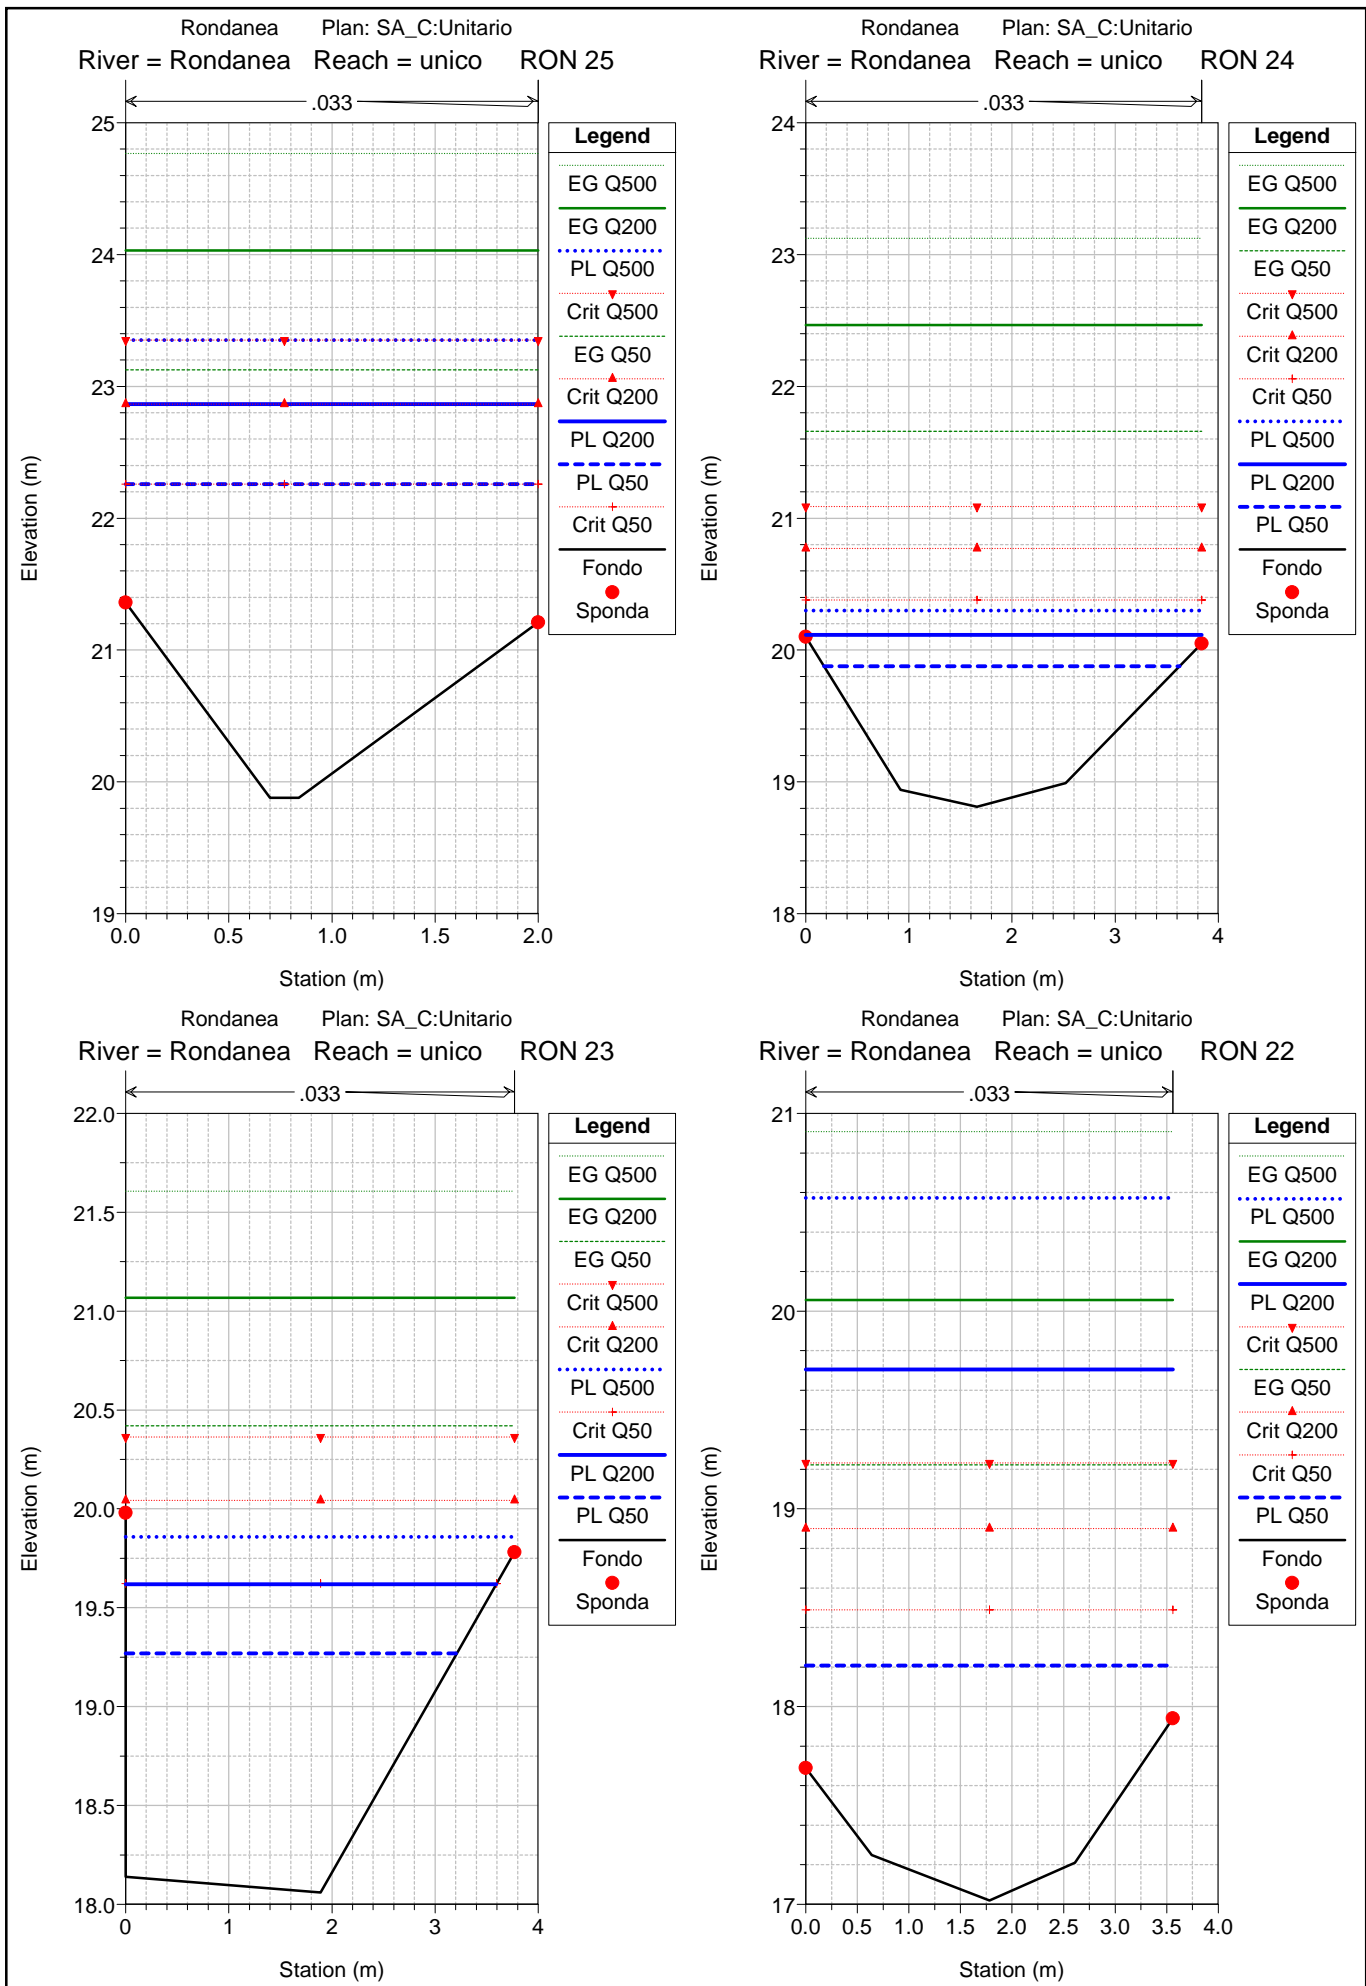 Rondanea Plan: SA_C:Unitario
River = Rondanea Reach = unico RON 25
.033
25
24
23
22
21
20
19
0.0 0.5 1.0 1.5 2.0
Station (m)
Elevation (m)
Legend
EG Q500
EG Q200
PL Q500
Crit Q500
EG Q50
Crit Q200
PL Q200
PL Q50
Crit Q50
Fondo
Sponda
Rondanea Plan: SA_C:Unitario
River = Rondanea Reach = unico RON 24
.033
24
23
22
21
20
19
18
0 1 2 3 4
Station (m)
Elevation (m)
Legend
EG Q500
EG Q200
EG Q50
Crit Q500
Crit Q200
Crit Q50
PL Q500
PL Q200
PL Q50
Fondo
Sponda
Rondanea Plan: SA_C:Unitario
River = Rondanea Reach = unico RON 23
.033
22.0
21.5
21.0
20.5
20.0
19.5
19.0
18.5
18.0
0 1 2 3 4
Station (m)
Elevation (m)
Legend
EG Q500
EG Q200
EG Q50
Crit Q500
Crit Q200
PL Q500
Crit Q50
PL Q200
PL Q50
Fondo
Sponda
Rondanea Plan: SA_C:Unitario
River = Rondanea Reach = unico RON 22
.033
21
20
19
18
17
0.0 0.5 1.0 1.5 2.0 2.5 3.0 3.5 4.0
Station (m)
Elevation (m)
Legend
EG Q500
PL Q500
EG Q200
PL Q200
Crit Q500
EG Q50
Crit Q200
Crit Q50
PL Q50
Fondo
Sponda